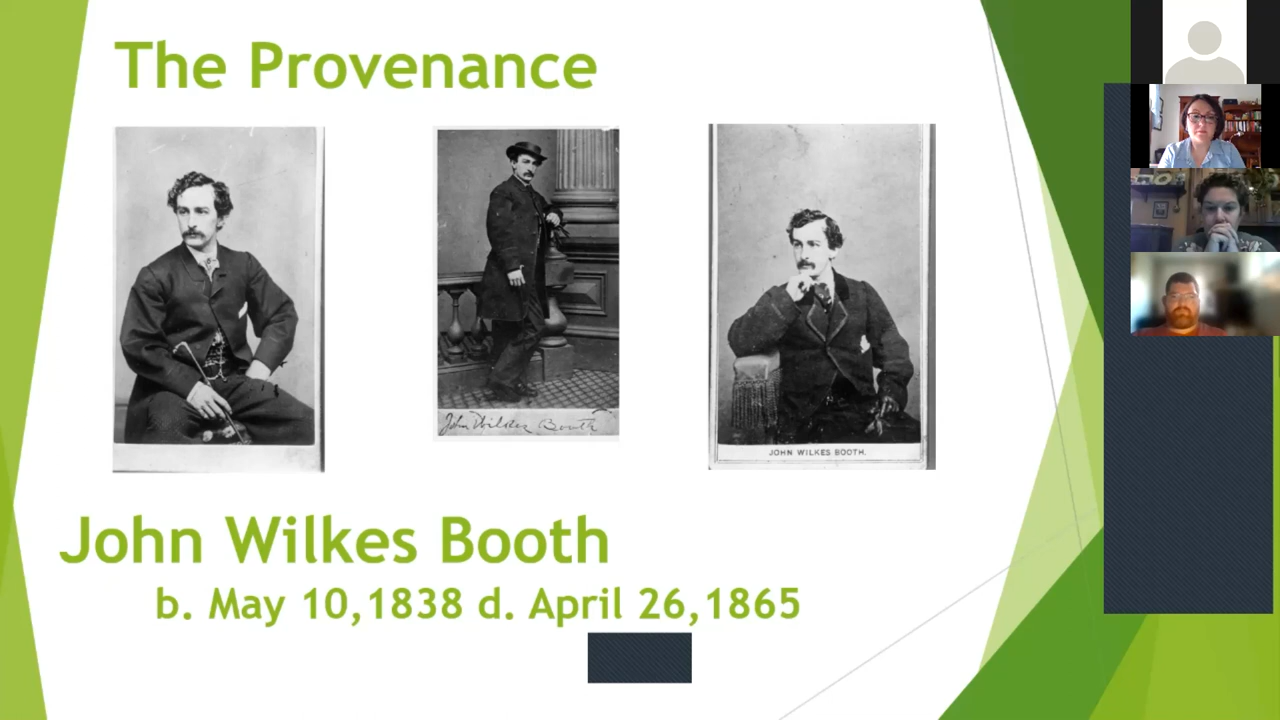 The Provenance
John Wilkes Booth
JOHN WILKES BOOTH.
John Wilkes Booth
b. May 10,1838 d. April 26,1865